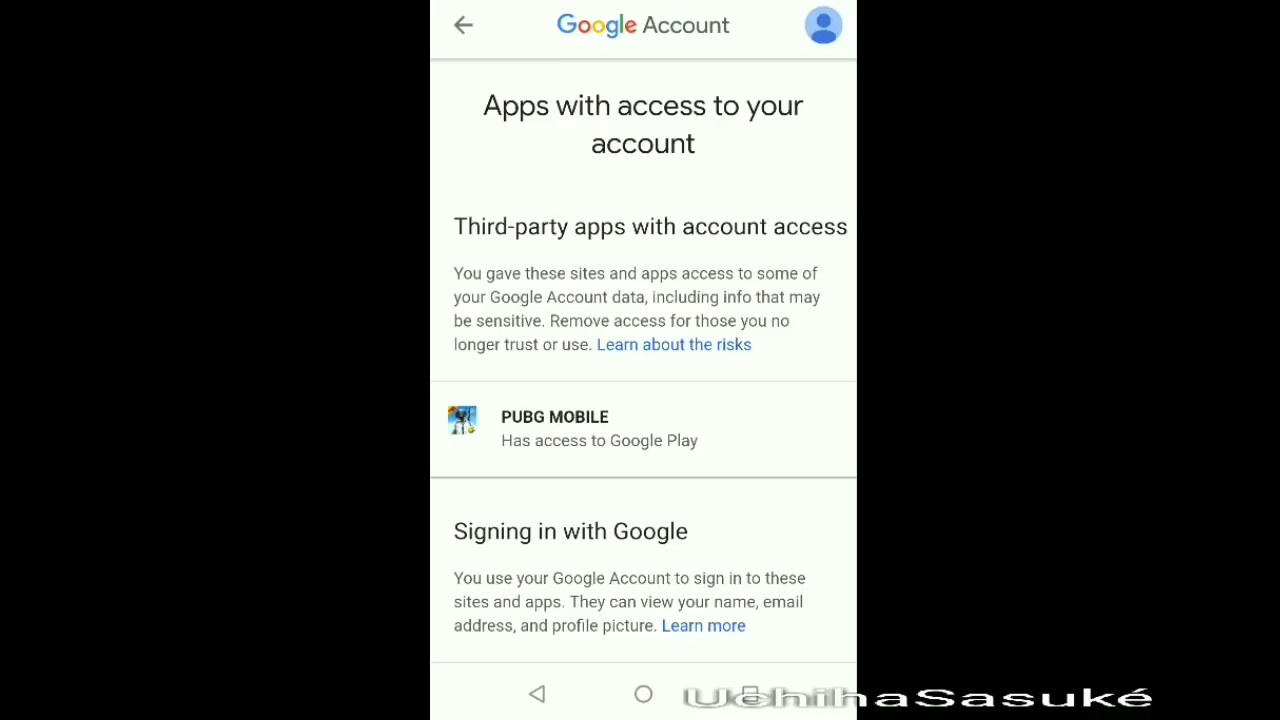 Google Account
Apps with access to your
account
Third-party apps with account access
You gave these sites and apps access to some of
your Google Account data, including info that may
be sensitive. Remove access for those you no
longer trust or use. Learn about the risks
PUBG MOBILE
Has access to Google Play
Signing in with Google
You use your Google Account to sign in to these
sites and apps. They can view your name, email
address, and profile picture. Learn more
UchihaSasuké